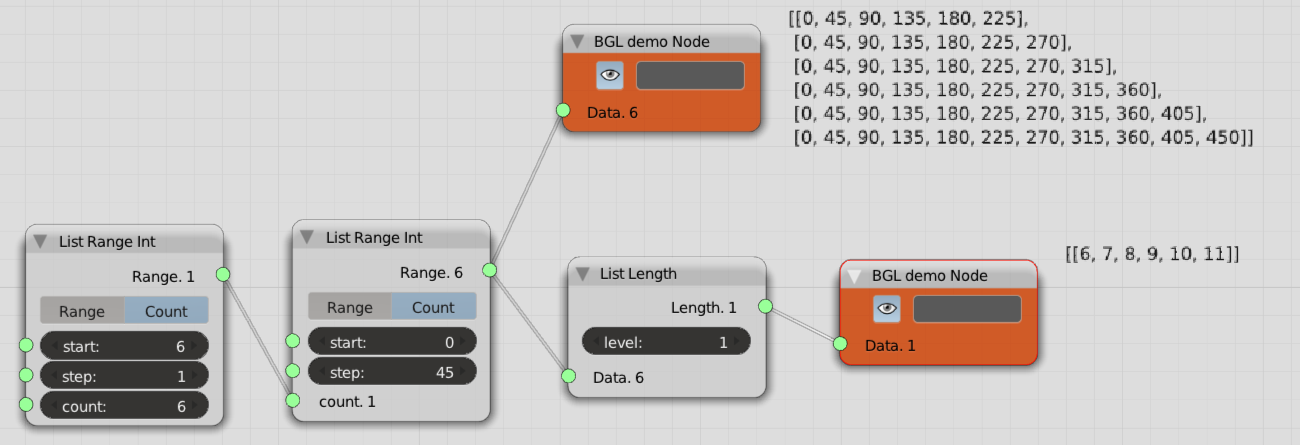 List Range Int
Range. 1
Range Count
start: 6
step: 1
count: 6
List Range Int
Range. 6
Range Count
start: 0
step: 45
count. 1
BGL demo Node
Data. 6
[[0, 45, 90, 135, 180, 225],
[0, 45, 90, 135, 180, 225, 270],
[0, 45, 90, 135, 180, 225, 270, 315],
[0, 45, 90, 135, 180, 225, 270, 315, 360],
[0, 45, 90, 135, 180, 225, 270, 315, 360, 405],
[0, 45, 90, 135, 180, 225, 270, 315, 360, 405, 450]]
List Length
Length. 1
level: 1
Data. 6
BGL demo Node
Data. 1
[[6, 7, 8, 9, 10, 11]]